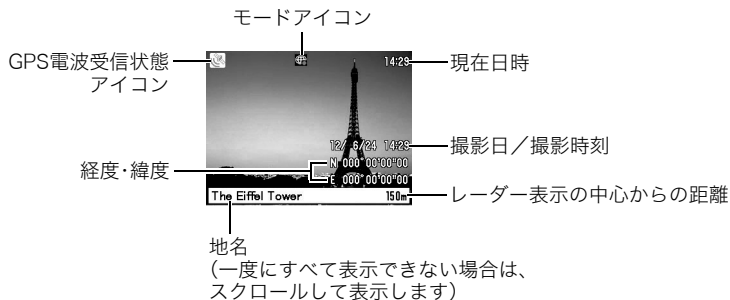 モードアイコン
GPS電波受信状態
アイコン
14:29
現在日時
12/ 6/24 14:29
撮影日／撮影時刻
経度・緯度
N 000°00'00"00
E 000°00'00"00
The Eiffel Tower
150m
レーダー表示の中心からの距離
地名
（一度にすべて表示できない場合は、
スクロールして表示します）